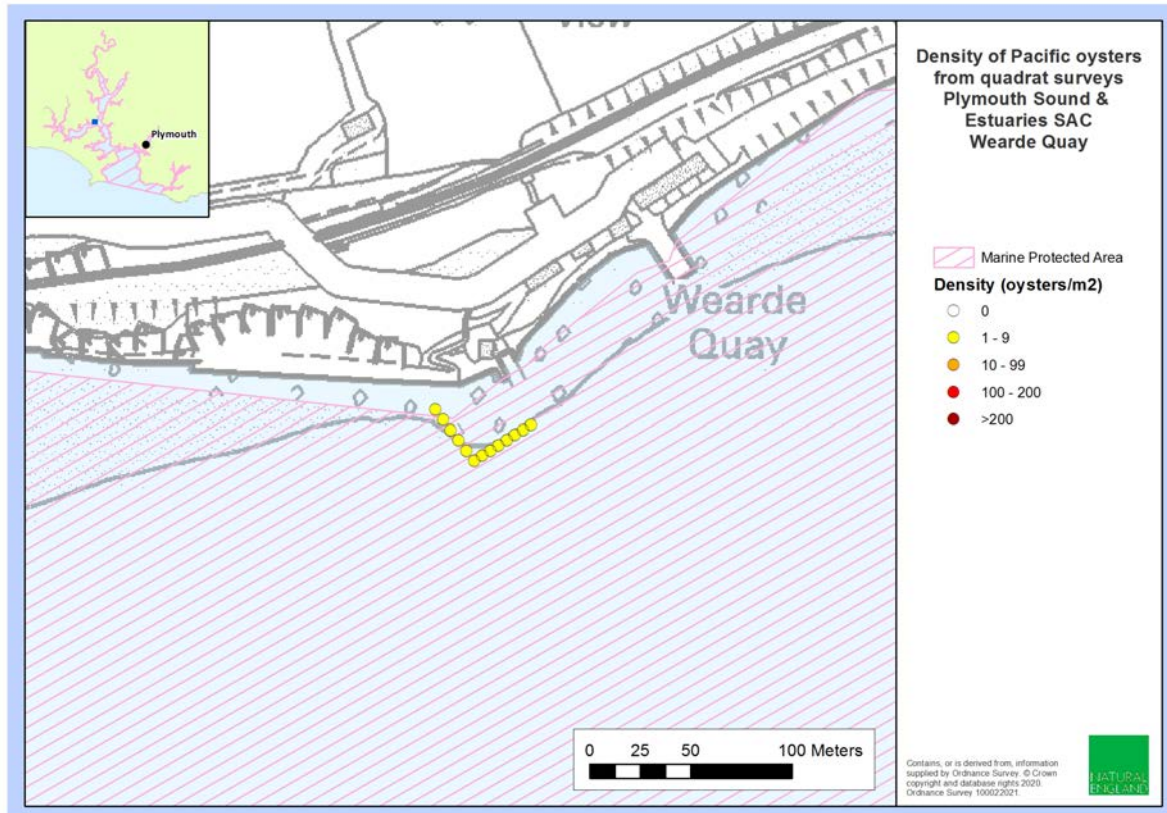 View
Plymouth
Wearde
Quay
0 25 50 100 Meters
Density of Pacific oysters
from quadrat surveys
Plymouth Sound &
Estuaries SAC
Wearde Quay
Marine Protected Area
Density (oysters/m2)
0
1 - 9
10 - 99
100 - 200
>200
Contains, or is derived from, information
supplied by Ordnance Survey. © Crown
copyright and database rights 2020.
Ordnance Survey 100022021.
NATURAL
ENGLAND